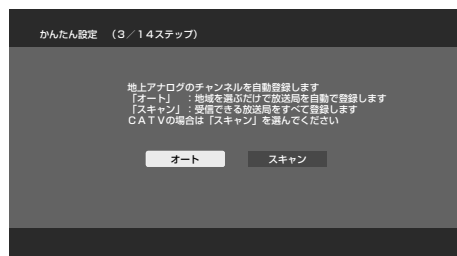 かんたん設定 （3／14ステップ）
地上アナログのチャンネルを自動登録します
「オート」　：地域を選ぶだけで放送局を自動で登録します
「スキャン」：受信できる放送局をすべて登録します
ＣＡＴＶの場合は「スキャン」を選んでください
オート　スキャン